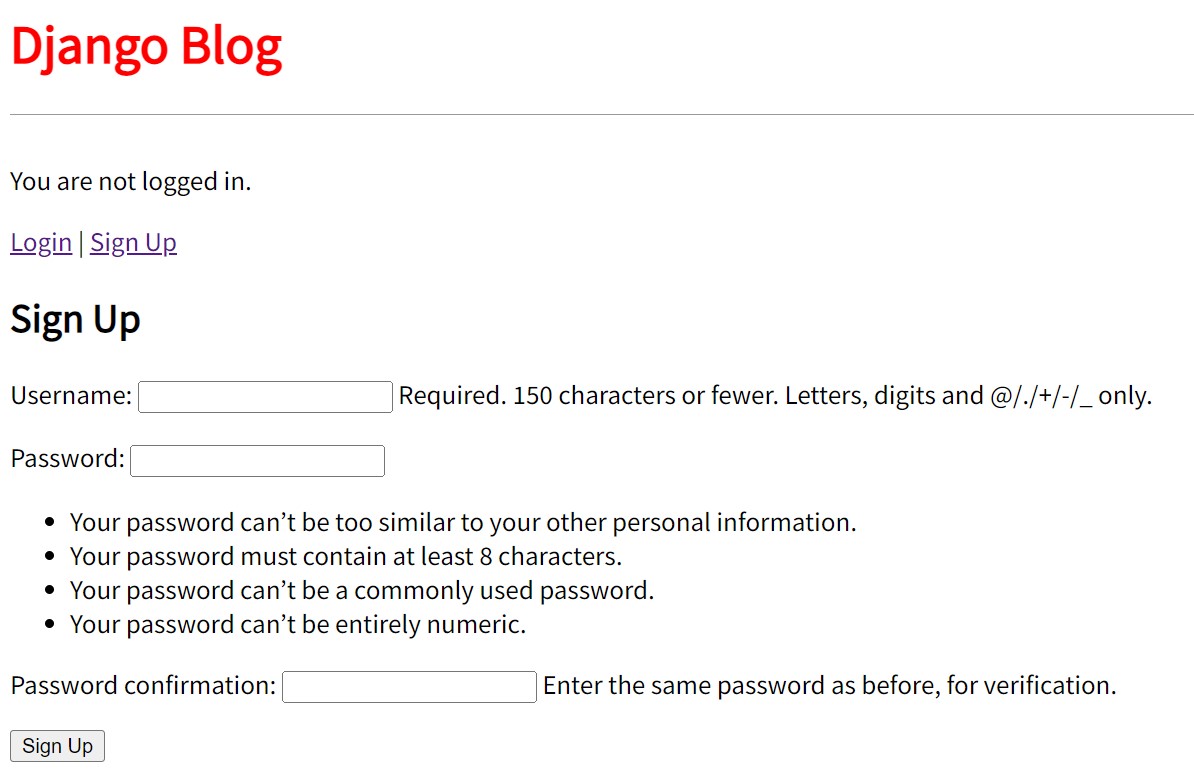 Django Blog
You are not logged in.
Login | Sign Up
Sign Up
Username: Required. 150 characters or fewer. Letters, digits and @/./+/-/_ only.
Password:
• Your password can’t be too similar to your other personal information.
• Your password must contain at least 8 characters.
• Your password can’t be a commonly used password.
• Your password can’t be entirely numeric.
Password confirmation: Enter the same password as before, for verification.
Sign Up